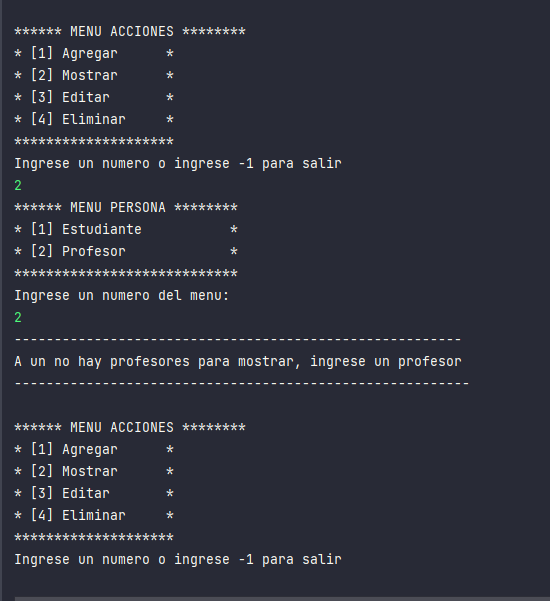 ****** MENU ACCIONES ********
* [1] Agregar      *
* [2] Mostrar      *
* [3] Editar       *
* [4] Eliminar     *
********************
Ingrese un numero o ingrese -1 para salir
2
****** MENU PERSONA ********
* [1] Estudiante           *
* [2] Profesor             *
****************************
Ingrese un numero del menu:
2
--------------------------------------------------------
A un no hay profesores para mostrar, ingrese un profesor
---------------------------------------------------------
****** MENU ACCIONES ********
* [1] Agregar      *
* [2] Mostrar      *
* [3] Editar       *
* [4] Eliminar     *
********************
Ingrese un numero o ingrese -1 para salir